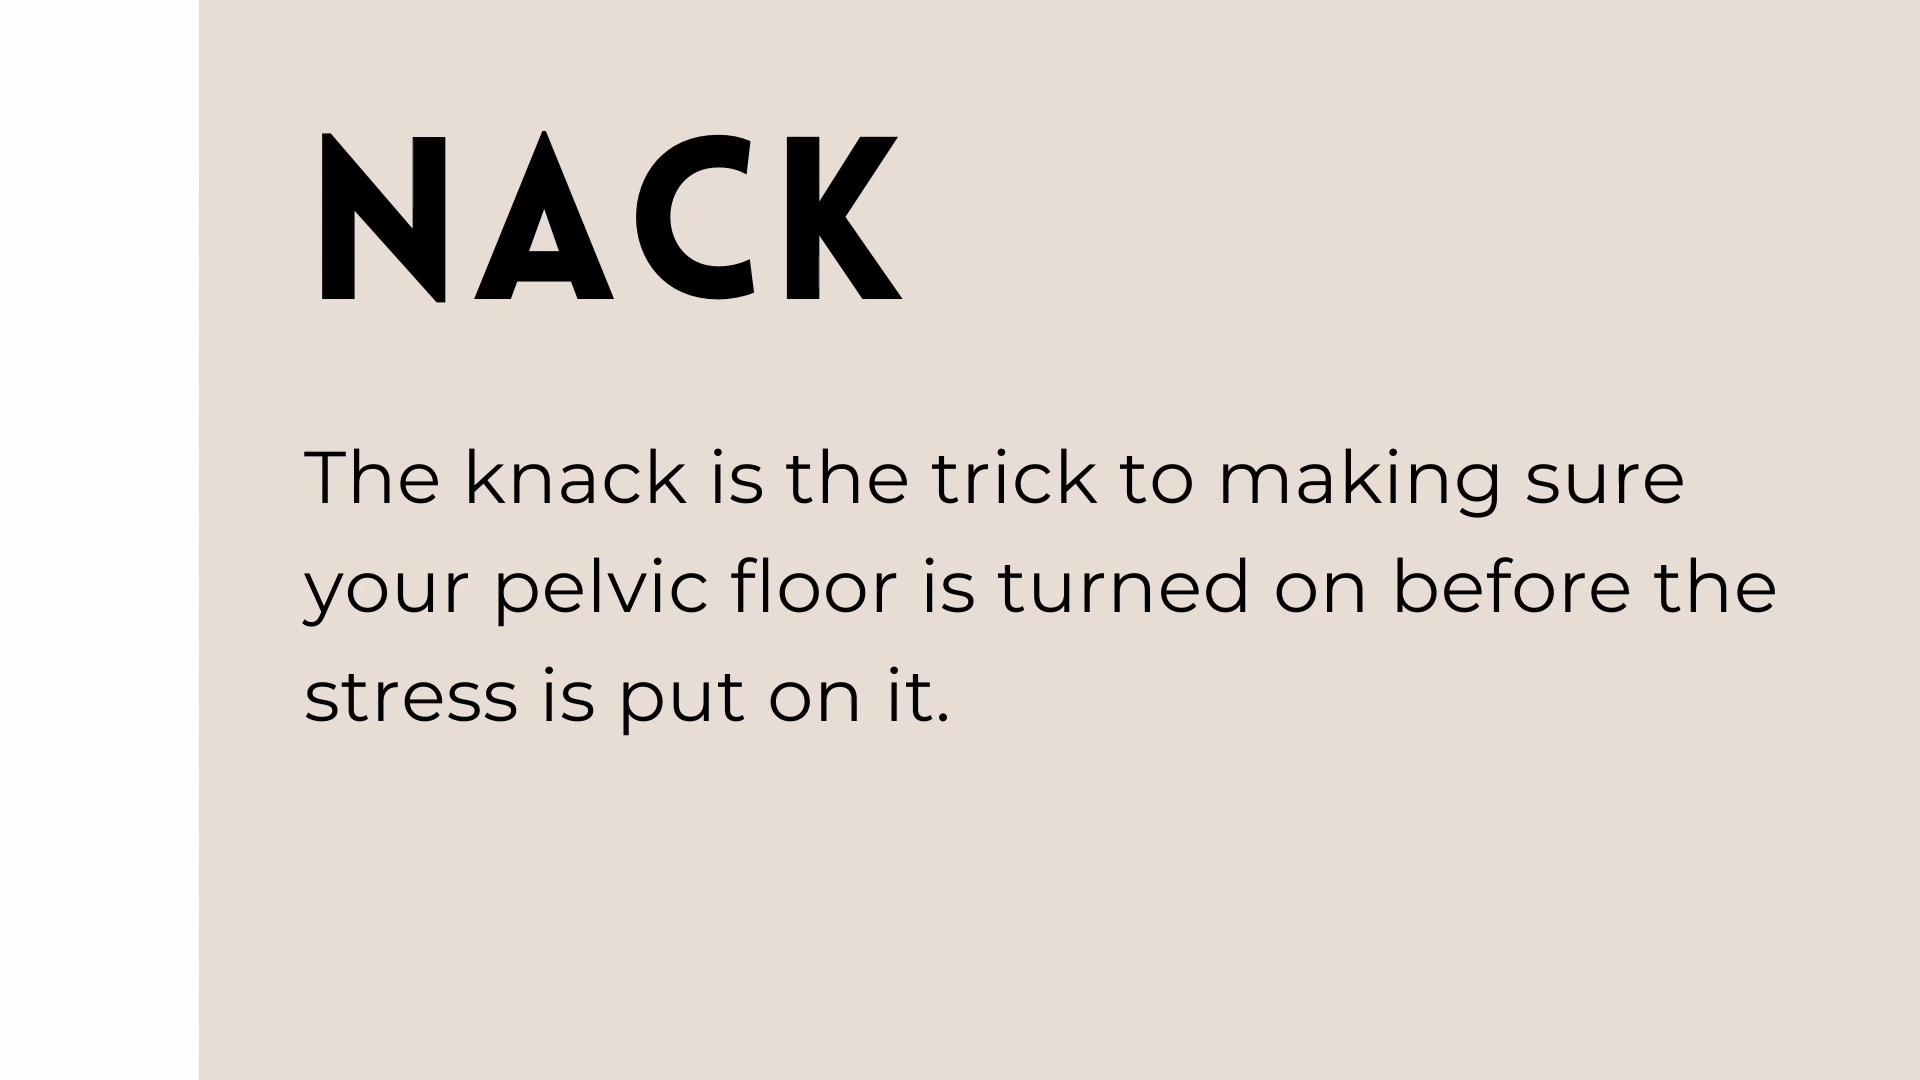 NACK
The knack is the trick to making sure
your pelvic floor is turned on before the
stress is put on it.